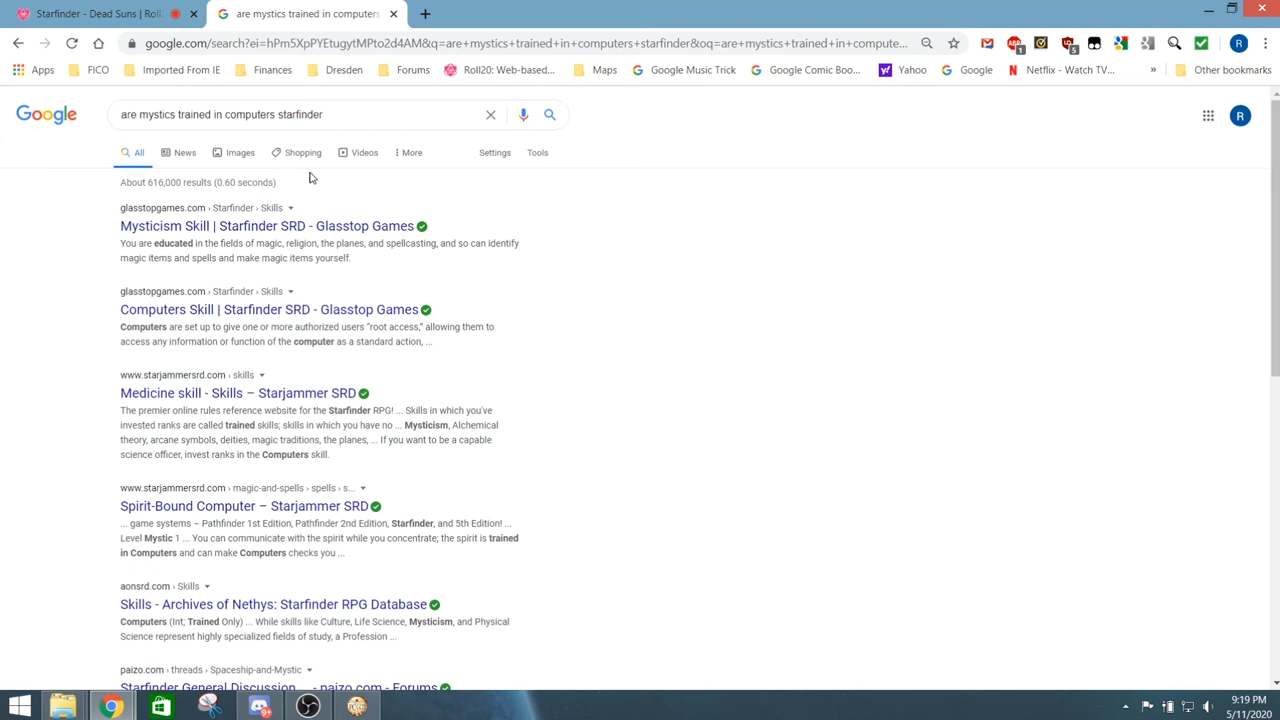 Starfinder - Dead Suns | Roll
are mystics trained in computers
google.com/search?ei=hPm5XpPVEtugytMPto2d4AM&q=are+mystics+trained+in+computers+starfinder&oq=are+mystics+trained+in+compute...
Apps FICO Imported From IE Finances Dresden Forums Roll20: Web-based... Maps Google Music Trick Google Comic Boo... Yahoo Google Netflix - Watch TV... » Other bookmarks
Google are mystics trained in computers starfinder R
All News Images Shopping Videos More Settings Tools
About 616,000 results (0.60 seconds)
glasstopgames.com › Starfinder › Skills
Mysticism Skill | Starfinder SRD - Glasstop Games
You are educated in the fields of magic, religion, the planes, and spellcasting, and so can identify
magic items and spells and make magic items yourself.
glasstopgames.com › Starfinder › Skills
Computers Skill | Starfinder SRD - Glasstop Games
Computers are set up to give one or more authorized users “root access,” allowing them to
access any information or function of the computer as a standard action, ...
www.starjammersrd.com › skills
Medicine skill - Skills – Starjammer SRD
The premier online rules reference website for the Starfinder RPG! ... Skills in which you've
invested ranks are called trained skills; skills in which you have no ... Mysticism, Alchemical
theory, arcane symbols, deities, magic traditions, the planes, ... If you want to be a capable
science officer, invest ranks in the Computers skill.
www.starjammersrd.com › magic-and-spells › spells › s...
Spirit-Bound Computer – Starjammer SRD
... game systems – Pathfinder 1st Edition, Pathfinder 2nd Edition, Starfinder, and 5th Edition! ...
Level Mystic 1 ... You can communicate with the spirit while you concentrate; the spirit is trained
in Computers and can make Computers checks you ...
aonsrd.com › Skills
Skills - Archives of Nethys: Starfinder RPG Database
Computers (Int; Trained Only) ... While skills like Culture, Life Science, Mysticism, and Physical
Science represent highly specialized fields of study, a Profession ...
paizo.com › threads › Spaceship-and-Mystic
Starfinder General Discussion ... - paizo.com - Forums
9:19 PM
5/11/2020